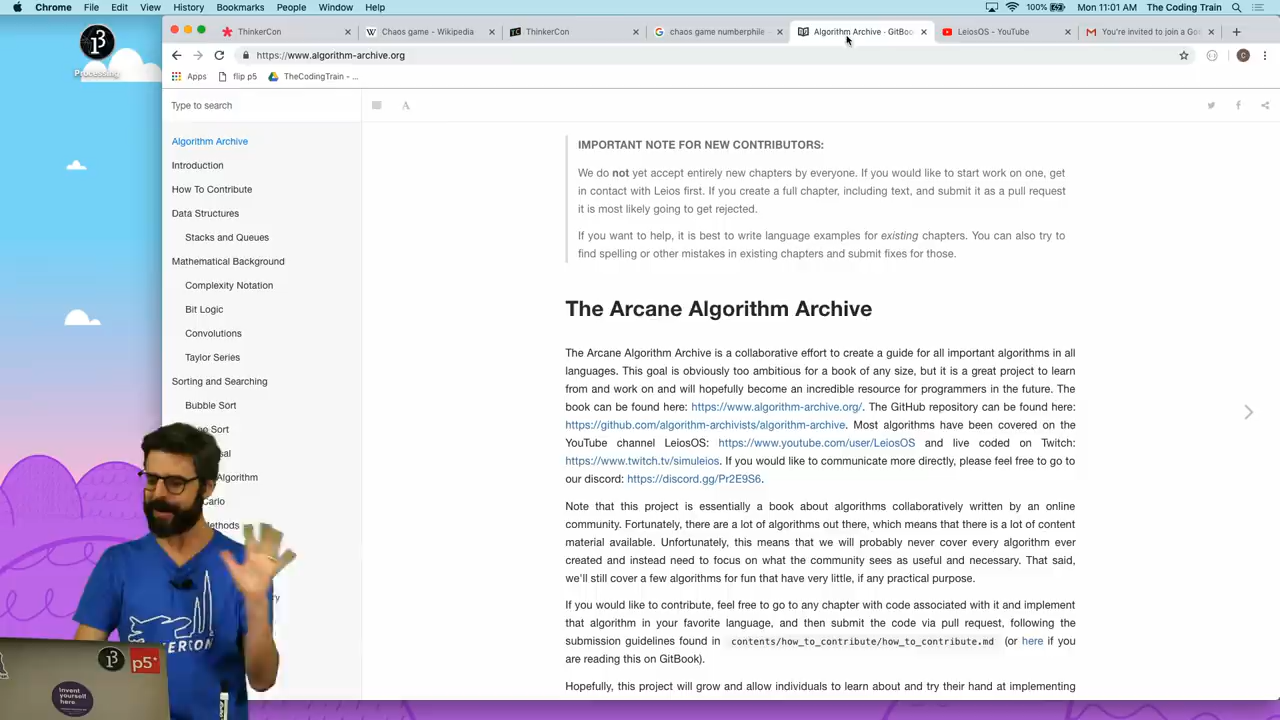 Chrome File Edit View History Bookmarks People Window Help 100% Mon 11:01 AM The Coding Train
ThinkerCon Chaos game - Wikipedia ThinkerCon chaos game numberphile - Algorithm Archive · GitBoo LeiosOS - YouTube You're invited to join a Goo
https://www.algorithm-archive.org
Apps flip p5 TheCodingTrain - ...
Processing
Type to search
A
Algorithm Archive
Introduction
How To Contribute
Data Structures
Stacks and Queues
Mathematical Background
Complexity Notation
Bit Logic
Convolutions
Taylor Series
Sorting and Searching
Bubble Sort
Sort
Algorithm
Carlo
IMPORTANT NOTE FOR NEW CONTRIBUTORS:
We do not yet accept entirely new chapters by everyone. If you would like to start work on one, get
in contact with Leios first. If you create a full chapter, including text, and submit it as a pull request
it is most likely going to get rejected.
If you want to help, it is best to write language examples for existing chapters. You can also try to
find spelling or other mistakes in existing chapters and submit fixes for those.
The Arcane Algorithm Archive
The Arcane Algorithm Archive is a collaborative effort to create a guide for all important algorithms in all
languages. This goal is obviously too ambitious for a book of any size, but it is a great project to learn
from and work on and will hopefully become an incredible resource for programmers in the future. The
book can be found here: https://www.algorithm-archive.org/. The GitHub repository can be found here:
https://github.com/algorithm-archivists/algorithm-archive. Most algorithms have been covered on the
YouTube channel LeiosOS: https://www.youtube.com/user/LeiosOS and live coded on Twitch:
https://www.twitch.tv/simuleios. If you would like to communicate more directly, please feel free to go to
our discord: https://discord.gg/Pr2E9S6.
Note that this project is essentially a book about algorithms collaboratively written by an online
community. Fortunately, there are a lot of algorithms out there, which means that there is a lot of content
material available. Unfortunately, this means that we will probably never cover every algorithm ever
created and instead need to focus on what the community sees as useful and necessary. That said,
we'll still cover a few algorithms for fun that have very little, if any practical purpose.
If you would like to contribute, feel free to go to any chapter with code associated with it and implement
that algorithm in your favorite language, and then submit the code via pull request, following the
submission guidelines found in contents/how_to_contribute/how_to_contribute.md (or here if you
are reading this on GitBook).
Hopefully, this project will grow and allow individuals to learn about and try their hand at implementing
p5*
Invent
yourself
here